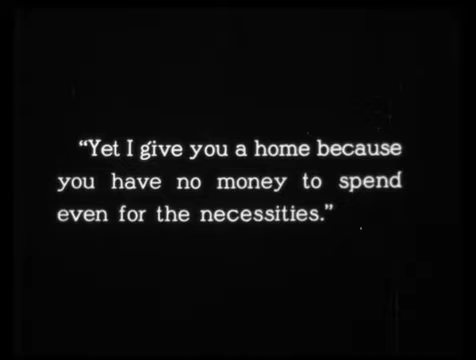 “Yet I give you a home because
you have no money to spend
even for the necessities.”